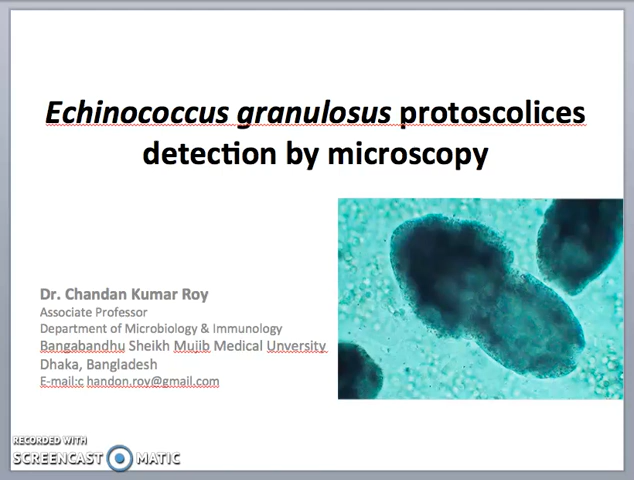 Echinococcus granulosus protoscolices
detection by microscopy
Dr. Chandan Kumar Roy
Associate Professor
Department of Microbiology & Immunology
Bangabandhu Sheikh Mujib Medical Unversity
Dhaka, Bangladesh
E-mail:c handon.roy@gmail.com
RECORDED WITH
SCREENCAST MATIC